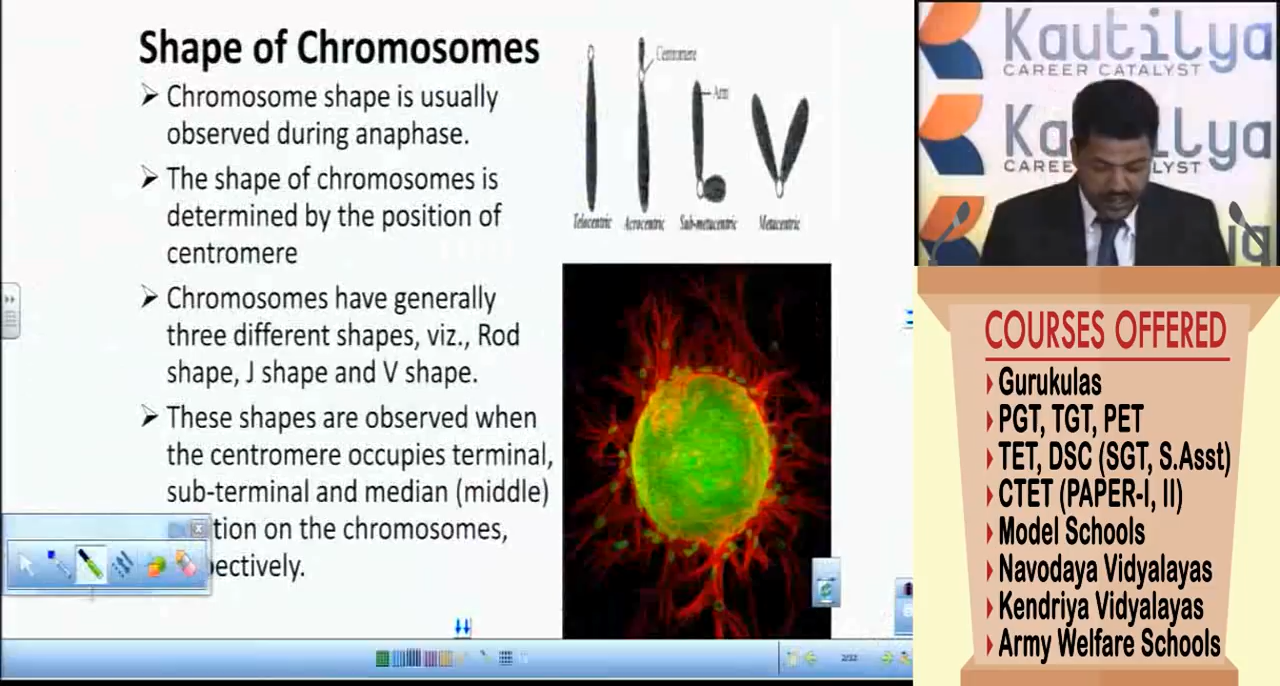 Shape of Chromosomes
➤ Chromosome shape is usually
observed during anaphase.
➤ The shape of chromosomes is
determined by the position of
centromere
➤ Chromosomes have generally
three different shapes, viz., Rod
shape, J shape and V shape.
➤ These shapes are observed when
the centromere occupies terminal,
sub-terminal and median (middle)
tion on the chromosomes,
pectively.
Centromere
Arm
Telocentric Acrocentric Sub-metacentric Metacentric
2/32
Kautilya
CAREER CATALYST
Kautilya
CAREER CATALYST
COURSES OFFERED
Gurukulas
PGT, TGT, PET
TET, DSC (SGT, S.Asst)
CTET (PAPER-I, II)
Model Schools
Navodaya Vidyalayas
Kendriya Vidyalayas
Army Welfare Schools